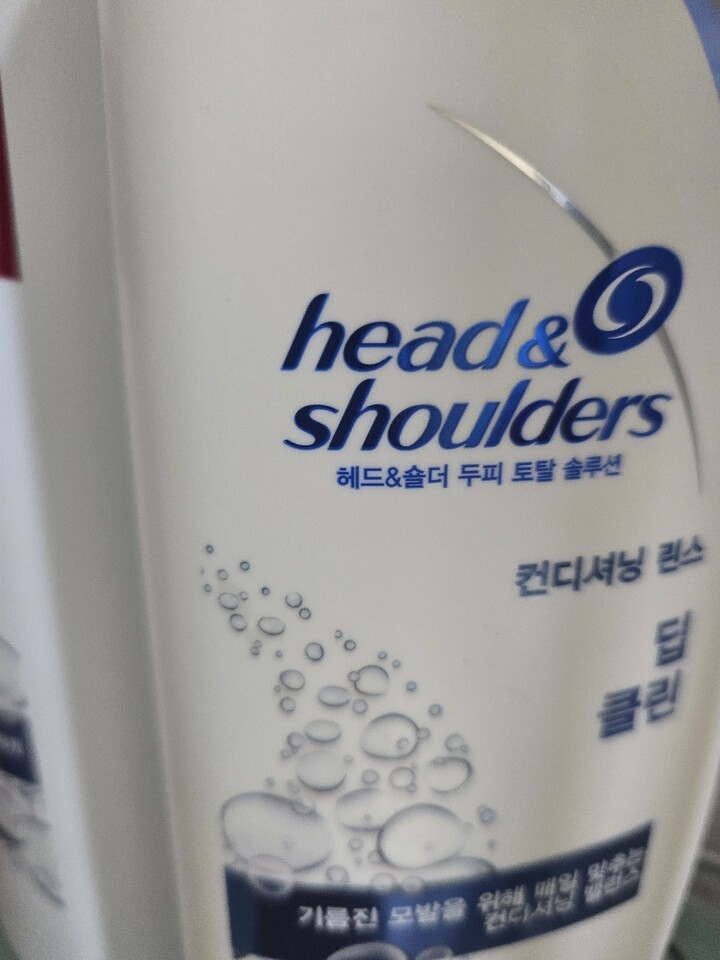 head &
shoulders
헤드&숄더 두피 토탈 솔루션
컨디셔닝 린스
딥
클린
기름진 모발을 위해 매일 맞추는
컨디셔닝 밸런스